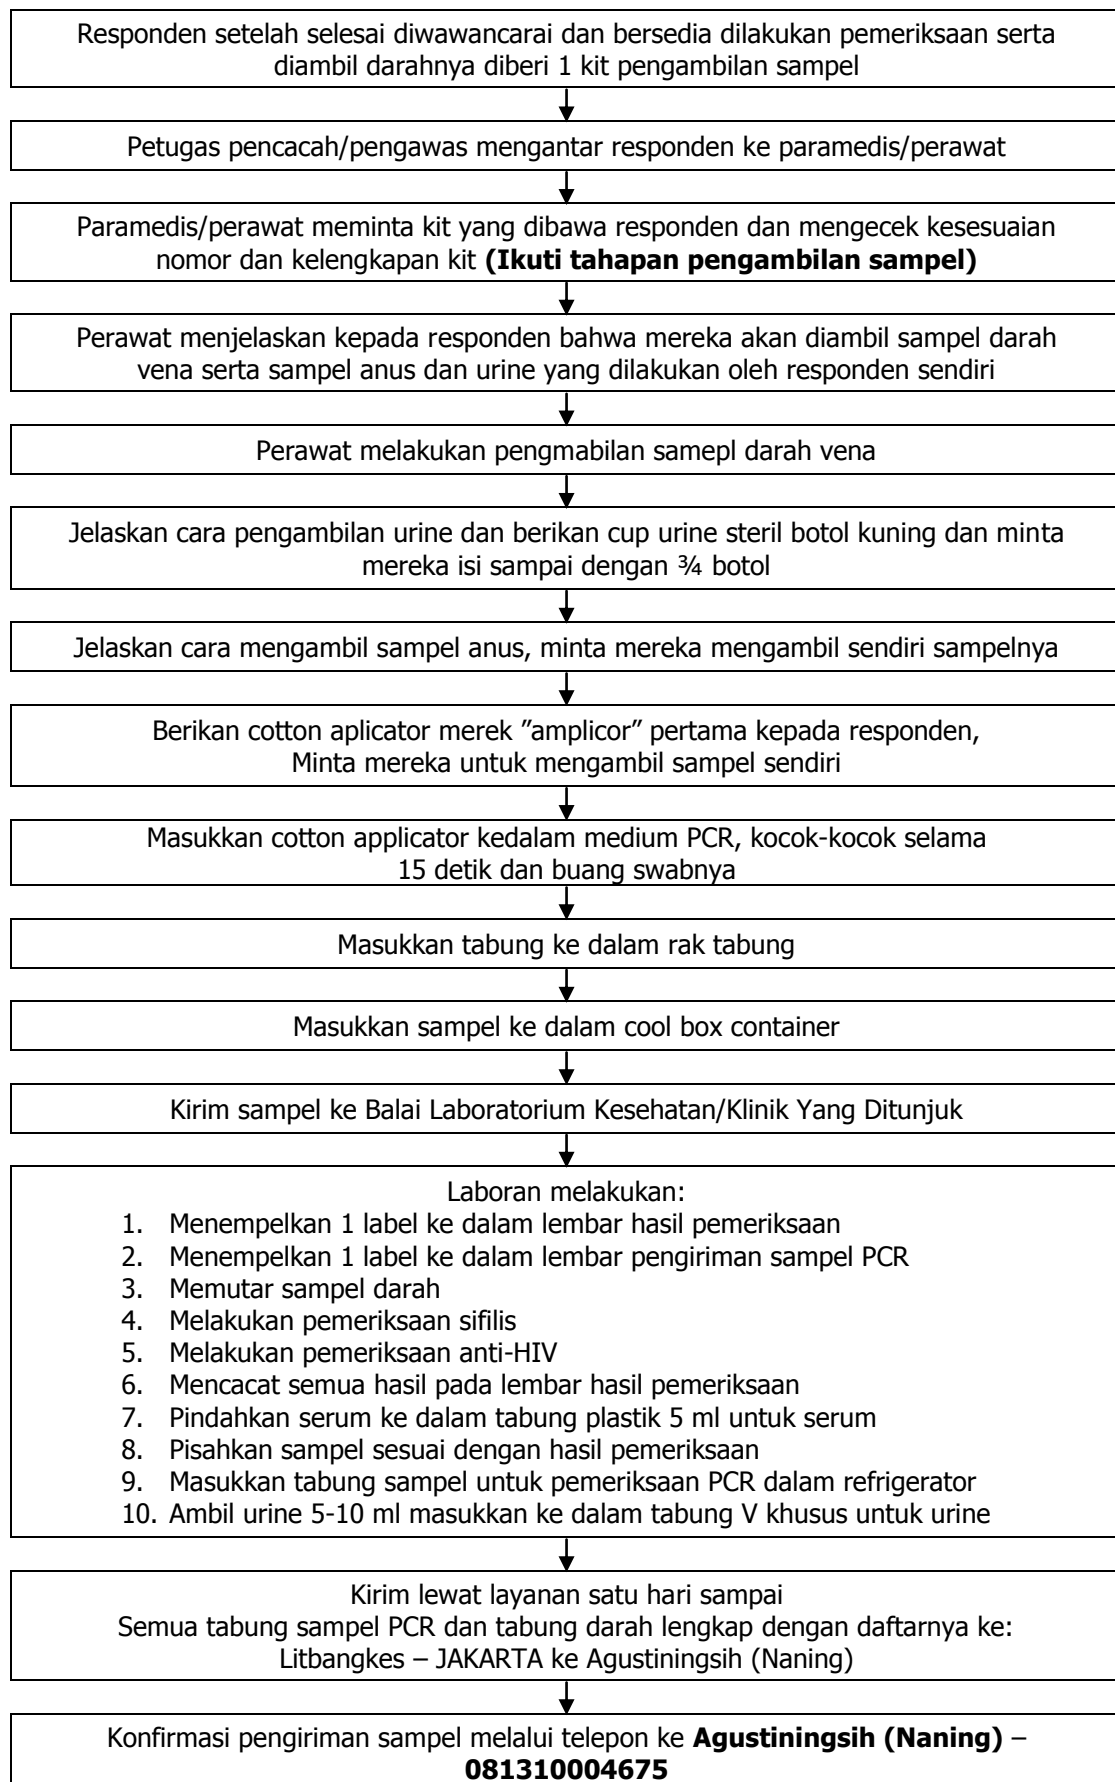 Responden setelah selesai diwawancarai dan bersedia dilakukan pemeriksaan serta
diambil darahnya diberi 1 kit pengambilan sampel
Petugas pencacah/pengawas mengantar responden ke paramedis/perawat
Paramedis/perawat meminta kit yang dibawa responden dan mengecek kesesuaian
nomor dan kelengkapan kit (Ikuti tahapan pengambilan sampel)
Perawat menjelaskan kepada responden bahwa mereka akan diambil sampel darah
vena serta sampel anus dan urine yang dilakukan oleh responden sendiri
Perawat melakukan pengmabilan samepl darah vena
Jelaskan cara pengambilan urine dan berikan cup urine steril botol kuning dan minta
mereka isi sampai dengan ¾ botol
Jelaskan cara mengambil sampel anus, minta mereka mengambil sendiri sampelnya
Berikan cotton aplicator merek ”amplicor” pertama kepada responden,
Minta mereka untuk mengambil sampel sendiri
Masukkan cotton applicator kedalam medium PCR, kocok-kocok selama
15 detik dan buang swabnya
Masukkan tabung ke dalam rak tabung
Masukkan sampel ke dalam cool box container
Kirim sampel ke Balai Laboratorium Kesehatan/Klinik Yang Ditunjuk
Laboran melakukan:
1. Menempelkan 1 label ke dalam lembar hasil pemeriksaan
2. Menempelkan 1 label ke dalam lembar pengiriman sampel PCR
3. Memutar sampel darah
4. Melakukan pemeriksaan sifilis
5. Melakukan pemeriksaan anti-HIV
6. Mencacat semua hasil pada lembar hasil pemeriksaan
7. Pindahkan serum ke dalam tabung plastik 5 ml untuk serum
8. Pisahkan sampel sesuai dengan hasil pemeriksaan
9. Masukkan tabung sampel untuk pemeriksaan PCR dalam refrigerator
10. Ambil urine 5-10 ml masukkan ke dalam tabung V khusus untuk urine
Kirim lewat layanan satu hari sampai
Semua tabung sampel PCR dan tabung darah lengkap dengan daftarnya ke:
Litbangkes – JAKARTA ke Agustiningsih (Naning)
Konfirmasi pengiriman sampel melalui telepon ke Agustiningsih (Naning) –
081310004675